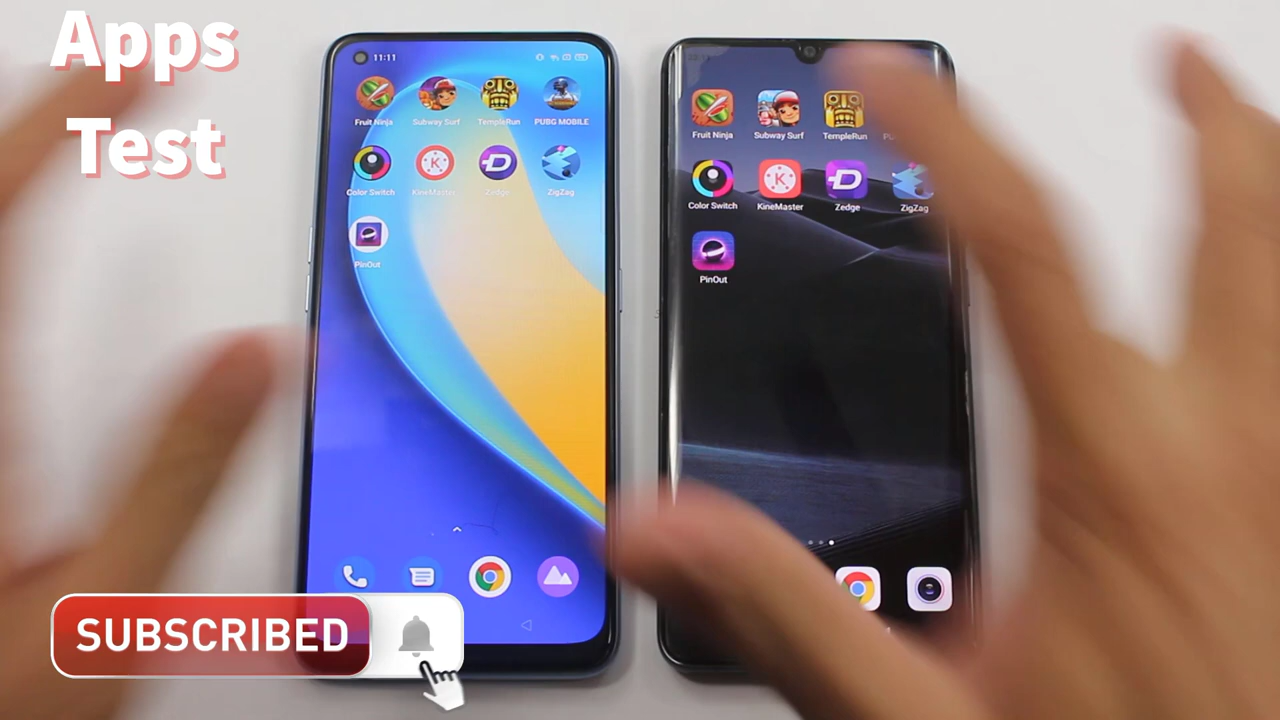 Apps
Test
11:11
Fruit Ninja
Subway Surf
TempleRun
PUBG MOBILE
Color Switch
KineMaster
Zedge
ZigZag
PinOut
Fruit Ninja
Subway Surf
TempleRun
Color Switch
KineMaster
Zedge
ZigZag
PinOut
SUBSCRIBED